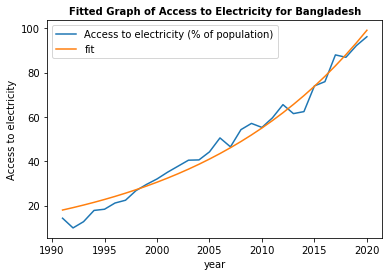 Fitted Graph of Access to Electricity for Bangladesh
Access to electricity (% of population)
fit
100
80
60
40
20
Access to electricity
1990 1995 2000 2005 2010 2015 2020
year